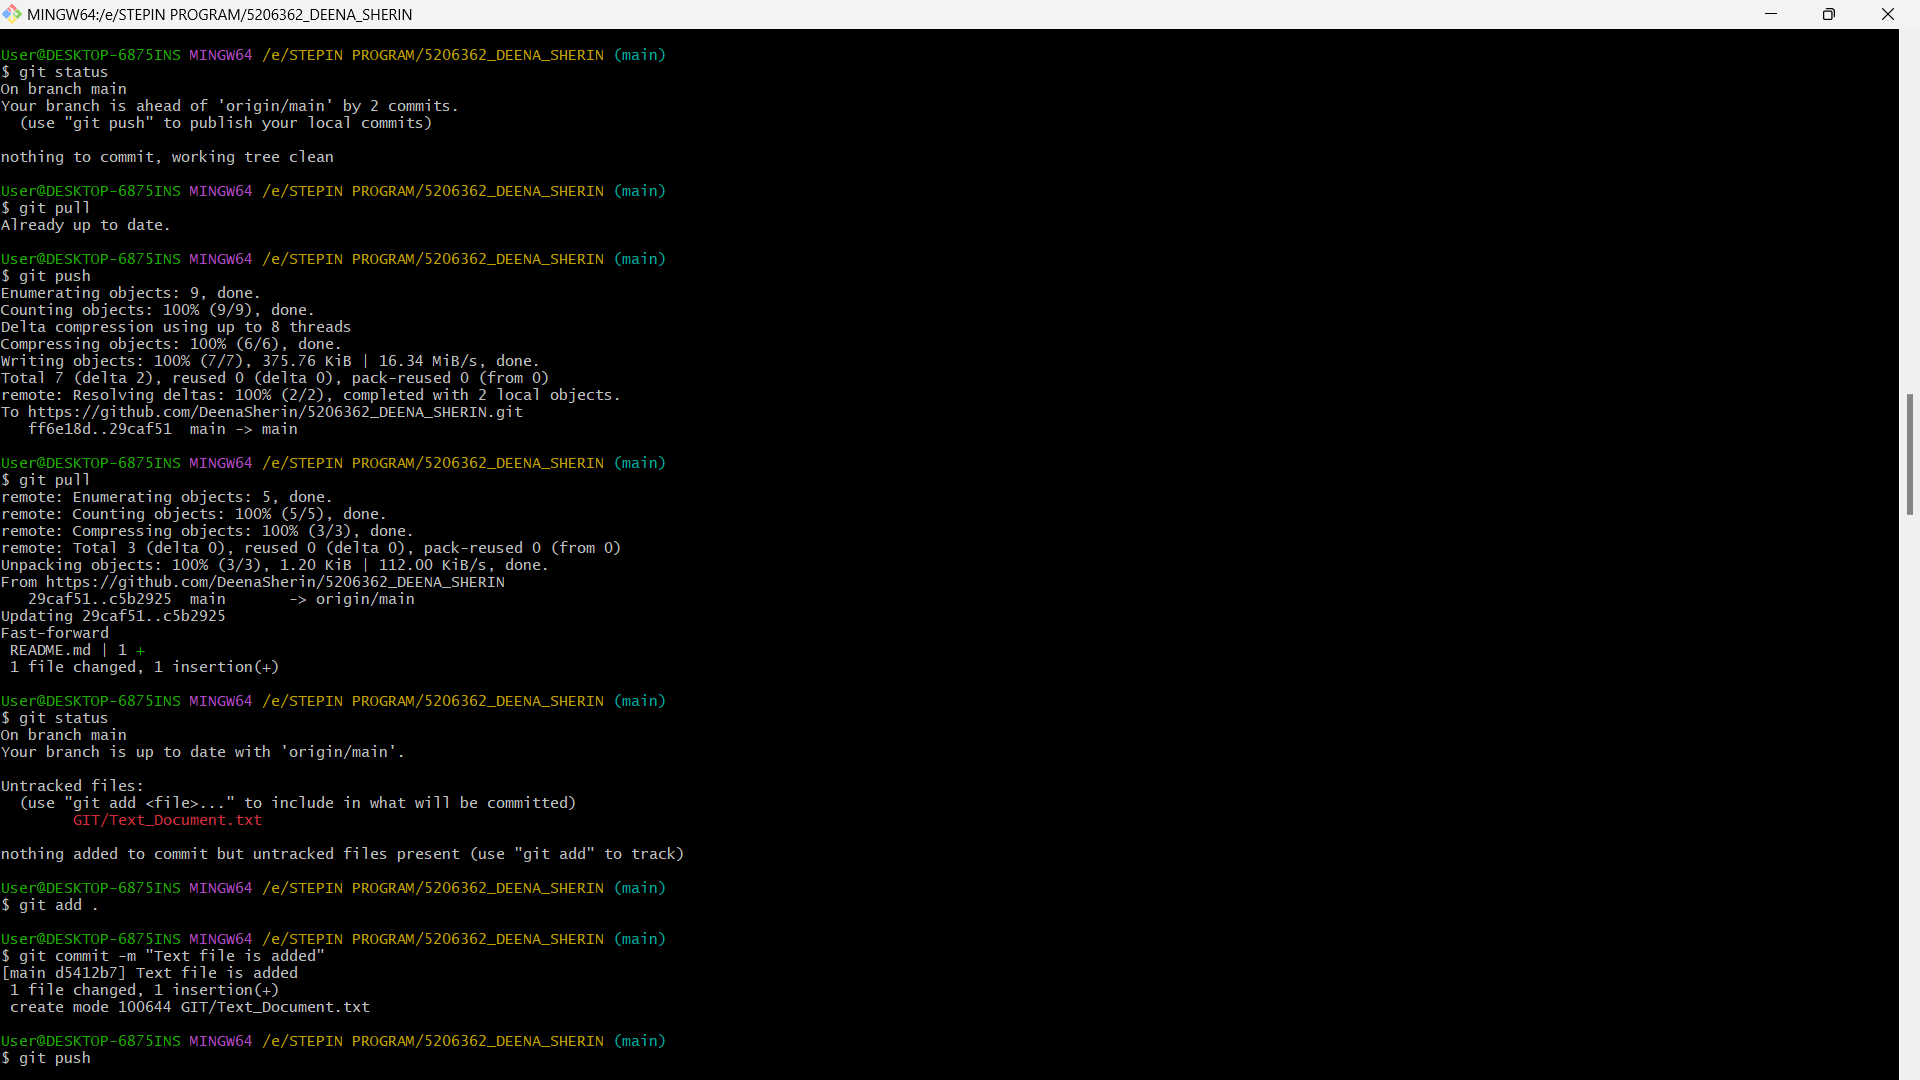 MINGW64:/e/STEPIN PROGRAM/5206362_DEENA_SHERIN
User@DESKTOP-6875INS MINGW64 /e/STEPIN PROGRAM/5206362_DEENA_SHERIN (main)
$ git status
On branch main
Your branch is ahead of 'origin/main' by 2 commits.
  (use "git push" to publish your local commits)
nothing to commit, working tree clean
User@DESKTOP-6875INS MINGW64 /e/STEPIN PROGRAM/5206362_DEENA_SHERIN (main)
$ git pull
Already up to date.
User@DESKTOP-6875INS MINGW64 /e/STEPIN PROGRAM/5206362_DEENA_SHERIN (main)
$ git push
Enumerating objects: 9, done.
Counting objects: 100% (9/9), done.
Delta compression using up to 8 threads
Compressing objects: 100% (6/6), done.
Writing objects: 100% (7/7), 375.76 KiB | 16.34 MiB/s, done.
Total 7 (delta 2), reused 0 (delta 0), pack-reused 0 (from 0)
remote: Resolving deltas: 100% (2/2), completed with 2 local objects.
To https://github.com/DeenaSherin/5206362_DEENA_SHERIN.git
   ff6e18d..29caf51  main -> main
User@DESKTOP-6875INS MINGW64 /e/STEPIN PROGRAM/5206362_DEENA_SHERIN (main)
$ git pull
remote: Enumerating objects: 5, done.
remote: Counting objects: 100% (5/5), done.
remote: Compressing objects: 100% (3/3), done.
remote: Total 3 (delta 0), reused 0 (delta 0), pack-reused 0 (from 0)
Unpacking objects: 100% (3/3), 1.20 KiB | 112.00 KiB/s, done.
From https://github.com/DeenaSherin/5206362_DEENA_SHERIN
   29caf51..c5b2925  main       -> origin/main
Updating 29caf51..c5b2925
Fast-forward
 README.md | 1 +
 1 file changed, 1 insertion(+)
User@DESKTOP-6875INS MINGW64 /e/STEPIN PROGRAM/5206362_DEENA_SHERIN (main)
$ git status
On branch main
Your branch is up to date with 'origin/main'.
Untracked files:
  (use "git add <file>..." to include in what will be committed)
        GIT/Text_Document.txt
nothing added to commit but untracked files present (use "git add" to track)
User@DESKTOP-6875INS MINGW64 /e/STEPIN PROGRAM/5206362_DEENA_SHERIN (main)
$ git add .
User@DESKTOP-6875INS MINGW64 /e/STEPIN PROGRAM/5206362_DEENA_SHERIN (main)
$ git commit -m "Text file is added"
[main d5412b7] Text file is added
 1 file changed, 1 insertion(+)
 create mode 100644 GIT/Text_Document.txt
User@DESKTOP-6875INS MINGW64 /e/STEPIN PROGRAM/5206362_DEENA_SHERIN (main)
$ git push